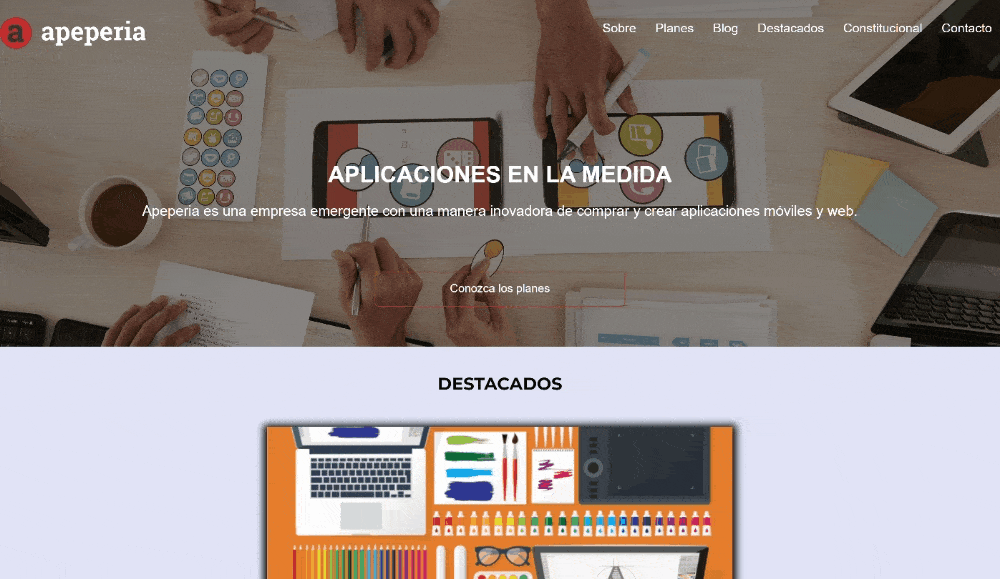 a apeperia
Sobre Planes Blog Destacados Constitucional Contacto
APLICACIONES EN LA MEDIDA
Apeperia es una empresa emergente con una manera inovadora de comprar y crear aplicaciones móviles y web.
Conozca los planes
DESTACADOS